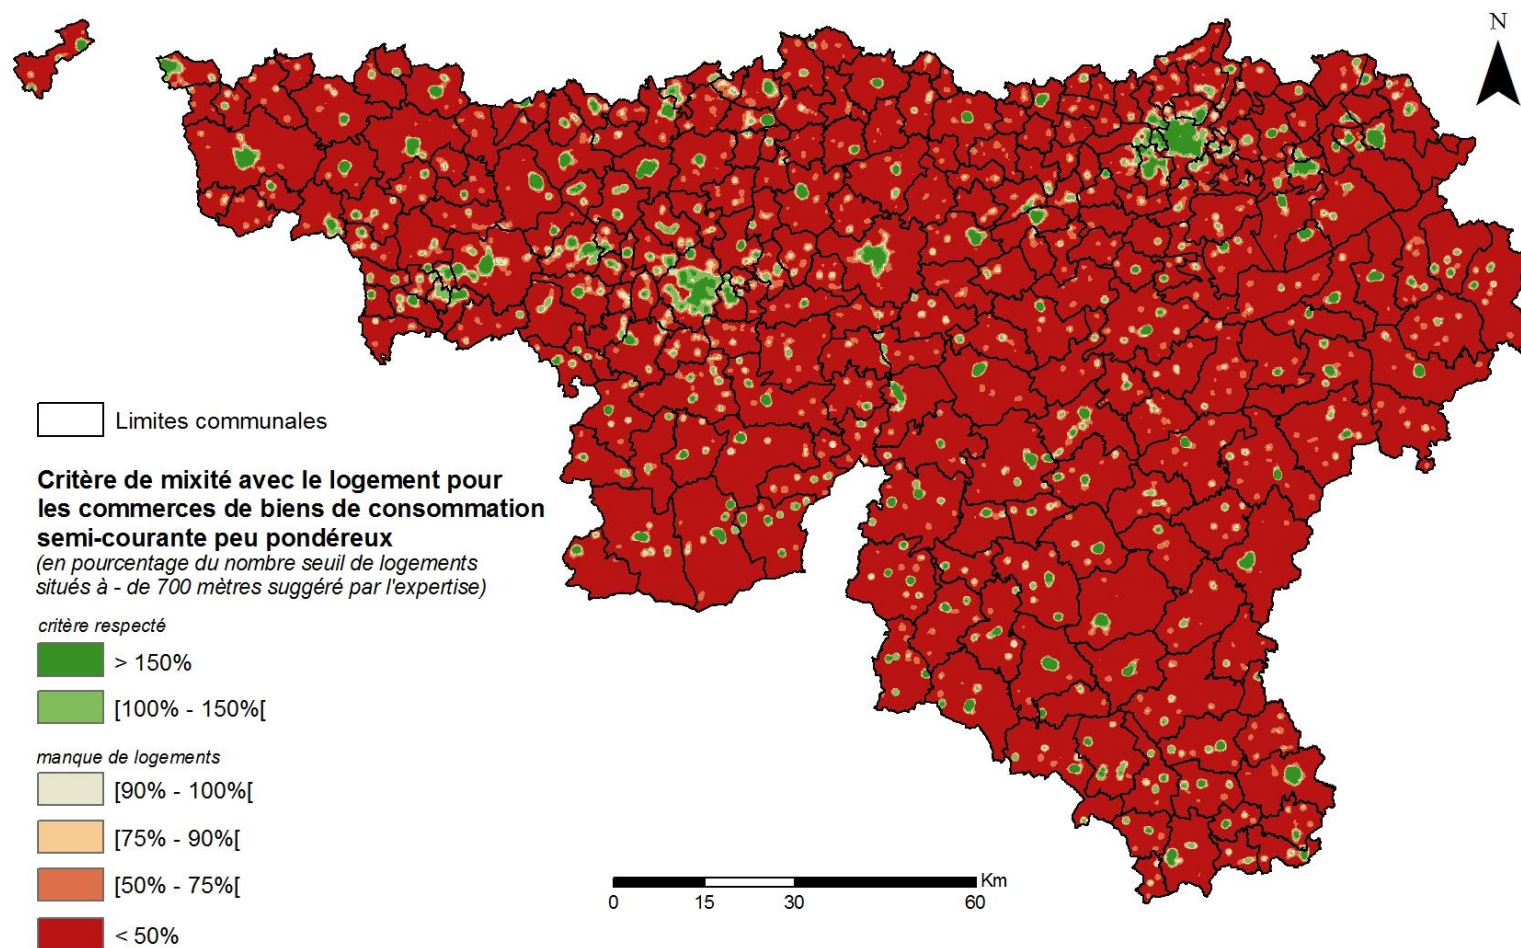 N
Limites communales
Critère de mixité avec le logement pour
les commerces de biens de consommation
semi-courante peu pondéreux
(en pourcentage du nombre seuil de logements
situés à - de 700 mètres suggéré par l'expertise)
critère respecté
> 150%
[100% - 150%[
manque de logements
[90% - 100%[
[75% - 90%[
[50% - 75%[
< 50%
Km
0 15 30 60